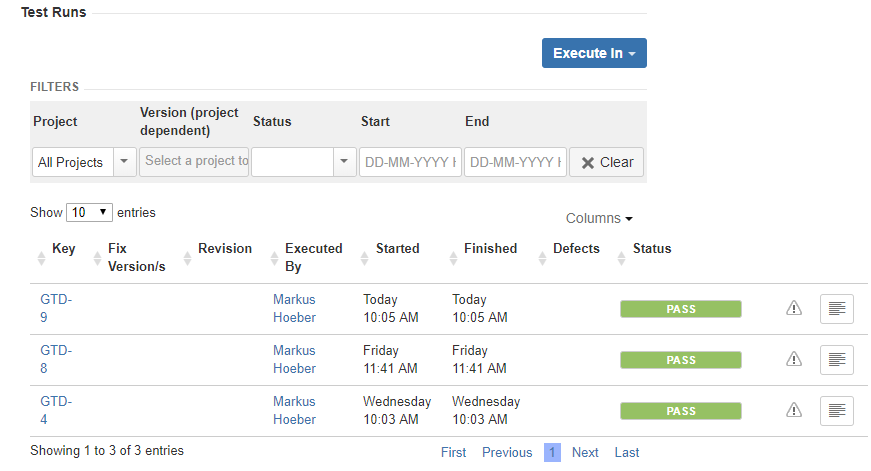 Test Runs
Execute In
FILTERS
Project
Version (project
dependent)
Status
Start
End
All Projects
Select a project to
DD-MM-YYYY
DD-MM-YYYY
Clear
Show 10 entries
Columns
Key
Fix
Version/s
Revision
Executed
By
Started
Finished
Defects
Status
GTD-
9
Markus
Hoeber
Today
10:05 AM
Today
10:05 AM
PASS
GTD-
8
Markus
Hoeber
Friday
11:41 AM
Friday
11:41 AM
PASS
GTD-
4
Markus
Hoeber
Wednesday
10:03 AM
Wednesday
10:03 AM
PASS
Showing 1 to 3 of 3 entries
First Previous 1 Next Last